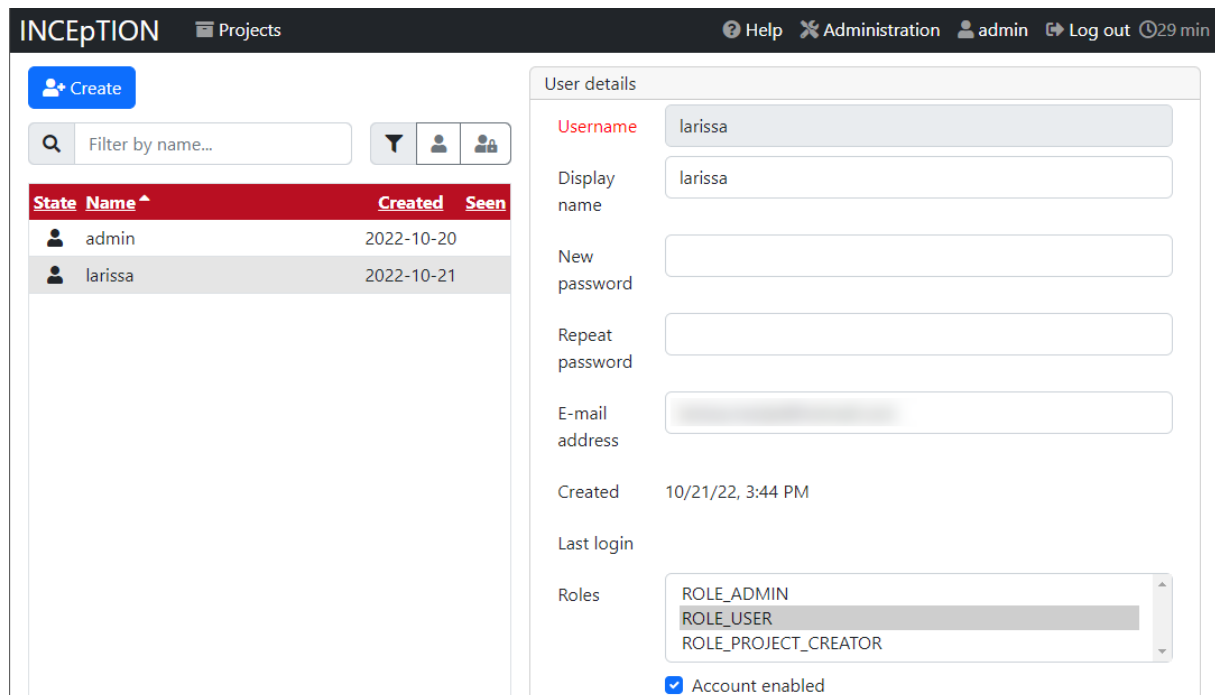 INCEpTION Projects Help Administration admin Log out 29 min
Create
Filter by name...
State Name Created Seen
admin 2022-10-20
larissa 2022-10-21
User details
Username larissa
Display name larissa
New password
Repeat password
E-mail address
Created 10/21/22, 3:44 PM
Last login
Roles
ROLE_ADMIN
ROLE_USER
ROLE_PROJECT_CREATOR
Account enabled